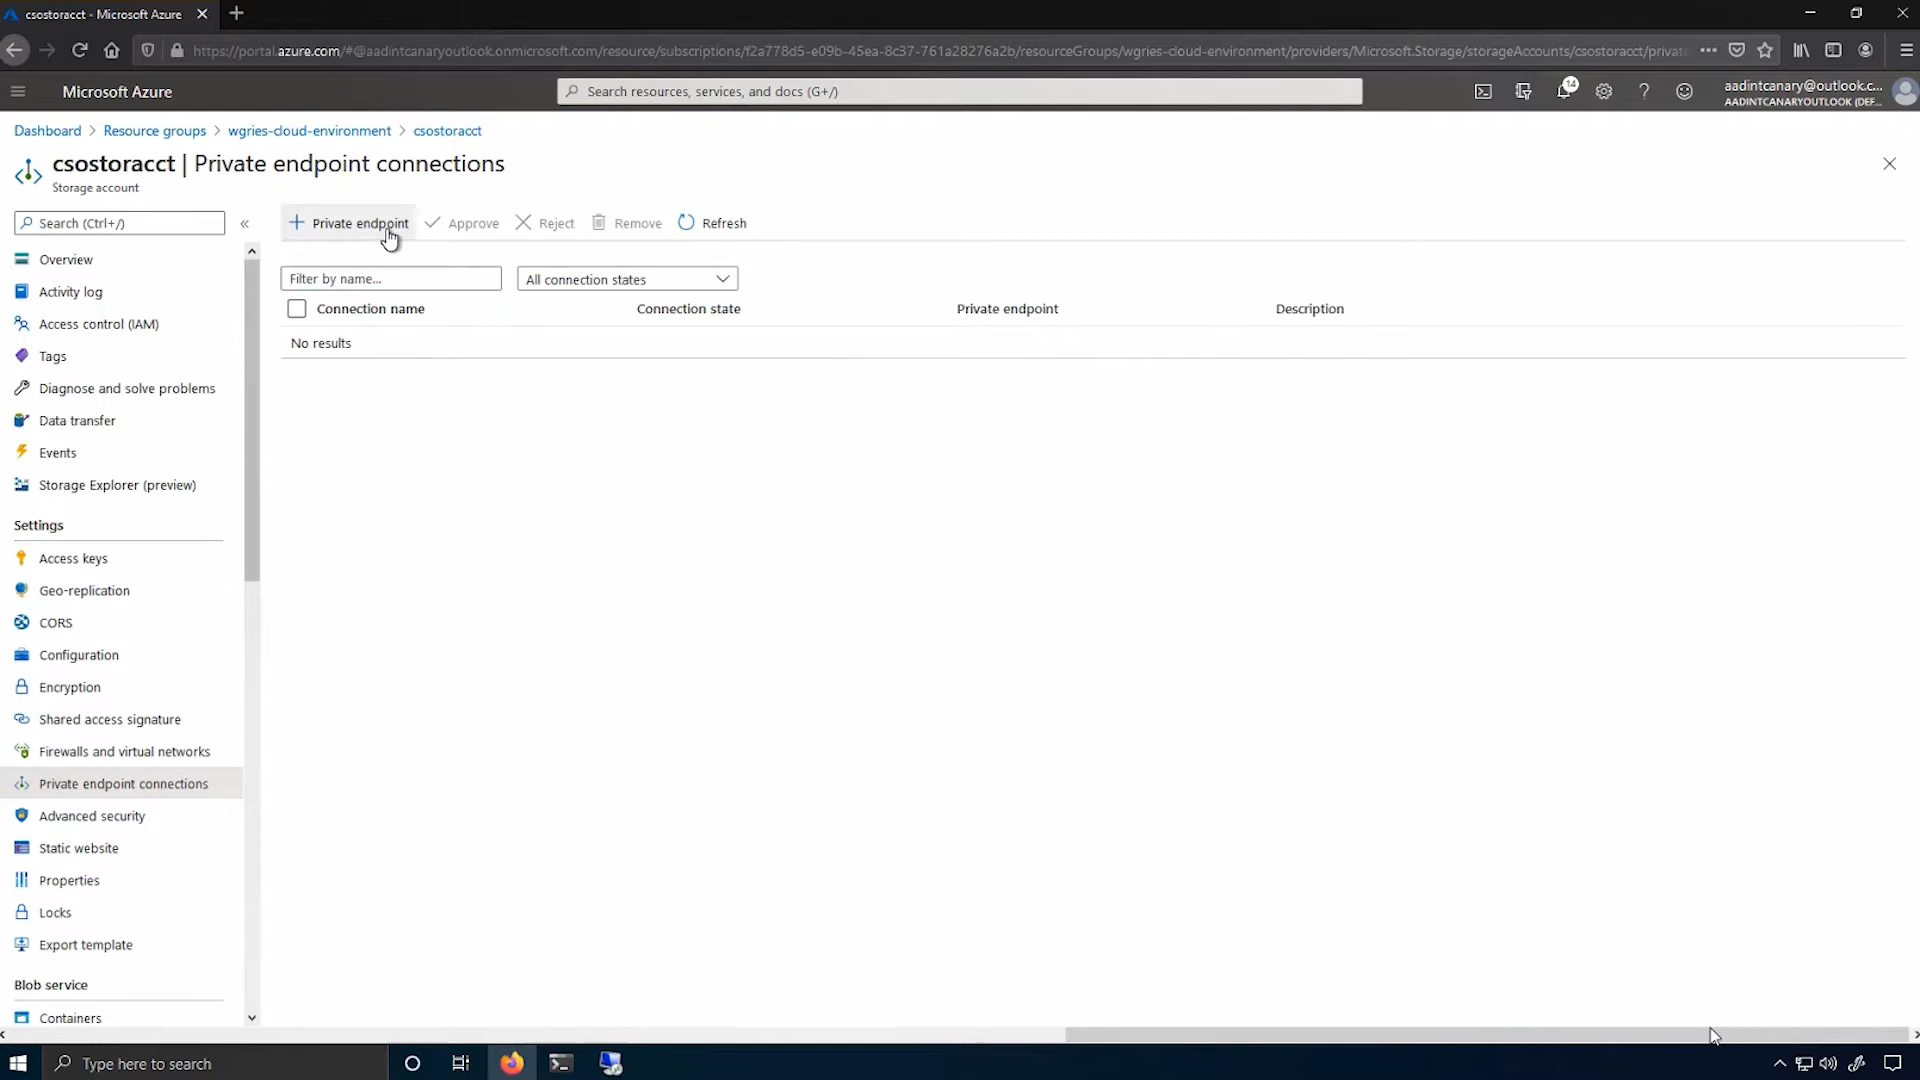 csostoracct - Microsoft Azure
https://portal.azure.com/#@aadintcanaryoutlook.onmicrosoft.com/resource/subscriptions/f2a778d5-e09b-45ea-8c37-761a28276a2b/resourceGroups/wgries-cloud-environment/providers/Microsoft.Storage/storageAccounts/csostoracct/private
Microsoft Azure
Search resources, services, and docs (G+/)
14
aadintcanary@outlook.c...
AADINTCANARYOUTLOOK (DEF...
Dashboard > Resource groups > wgries-cloud-environment > csostoracct
csostoracct | Private endpoint connections
Storage account
Search (Ctrl+/)
Private endpoint
Approve
Reject
Remove
Refresh
Filter by name...
All connection states
Connection name
Connection state
Private endpoint
Description
No results
Overview
Activity log
Access control (IAM)
Tags
Diagnose and solve problems
Data transfer
Events
Storage Explorer (preview)
Settings
Access keys
Geo-replication
CORS
Configuration
Encryption
Shared access signature
Firewalls and virtual networks
Private endpoint connections
Advanced security
Static website
Properties
Locks
Export template
Blob service
Containers
Type here to search